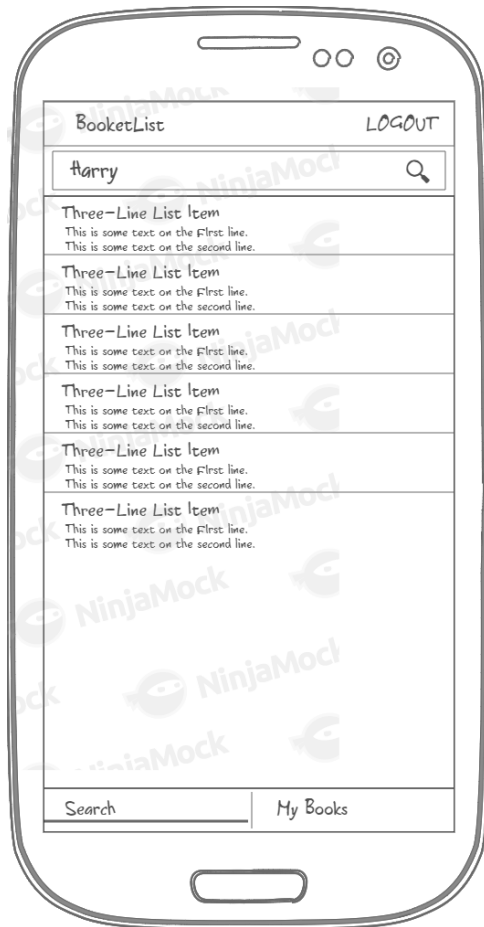 BooketList
LOGOUT
Harry
Three-Line List Item
This is some text on the First line.
This is some text on the second line.
Three-Line List Item
This is some text on the First line.
This is some text on the second line.
Three-Line List Item
This is some text on the First line.
This is some text on the second line.
Three-Line List Item
This is some text on the First line.
This is some text on the second line.
Three-Line List Item
This is some text on the First line.
This is some text on the second line.
Three-Line List Item
This is some text on the First line.
This is some text on the second line.
NinjaMock
NinjaMock
NinjaMock
Search
My Books